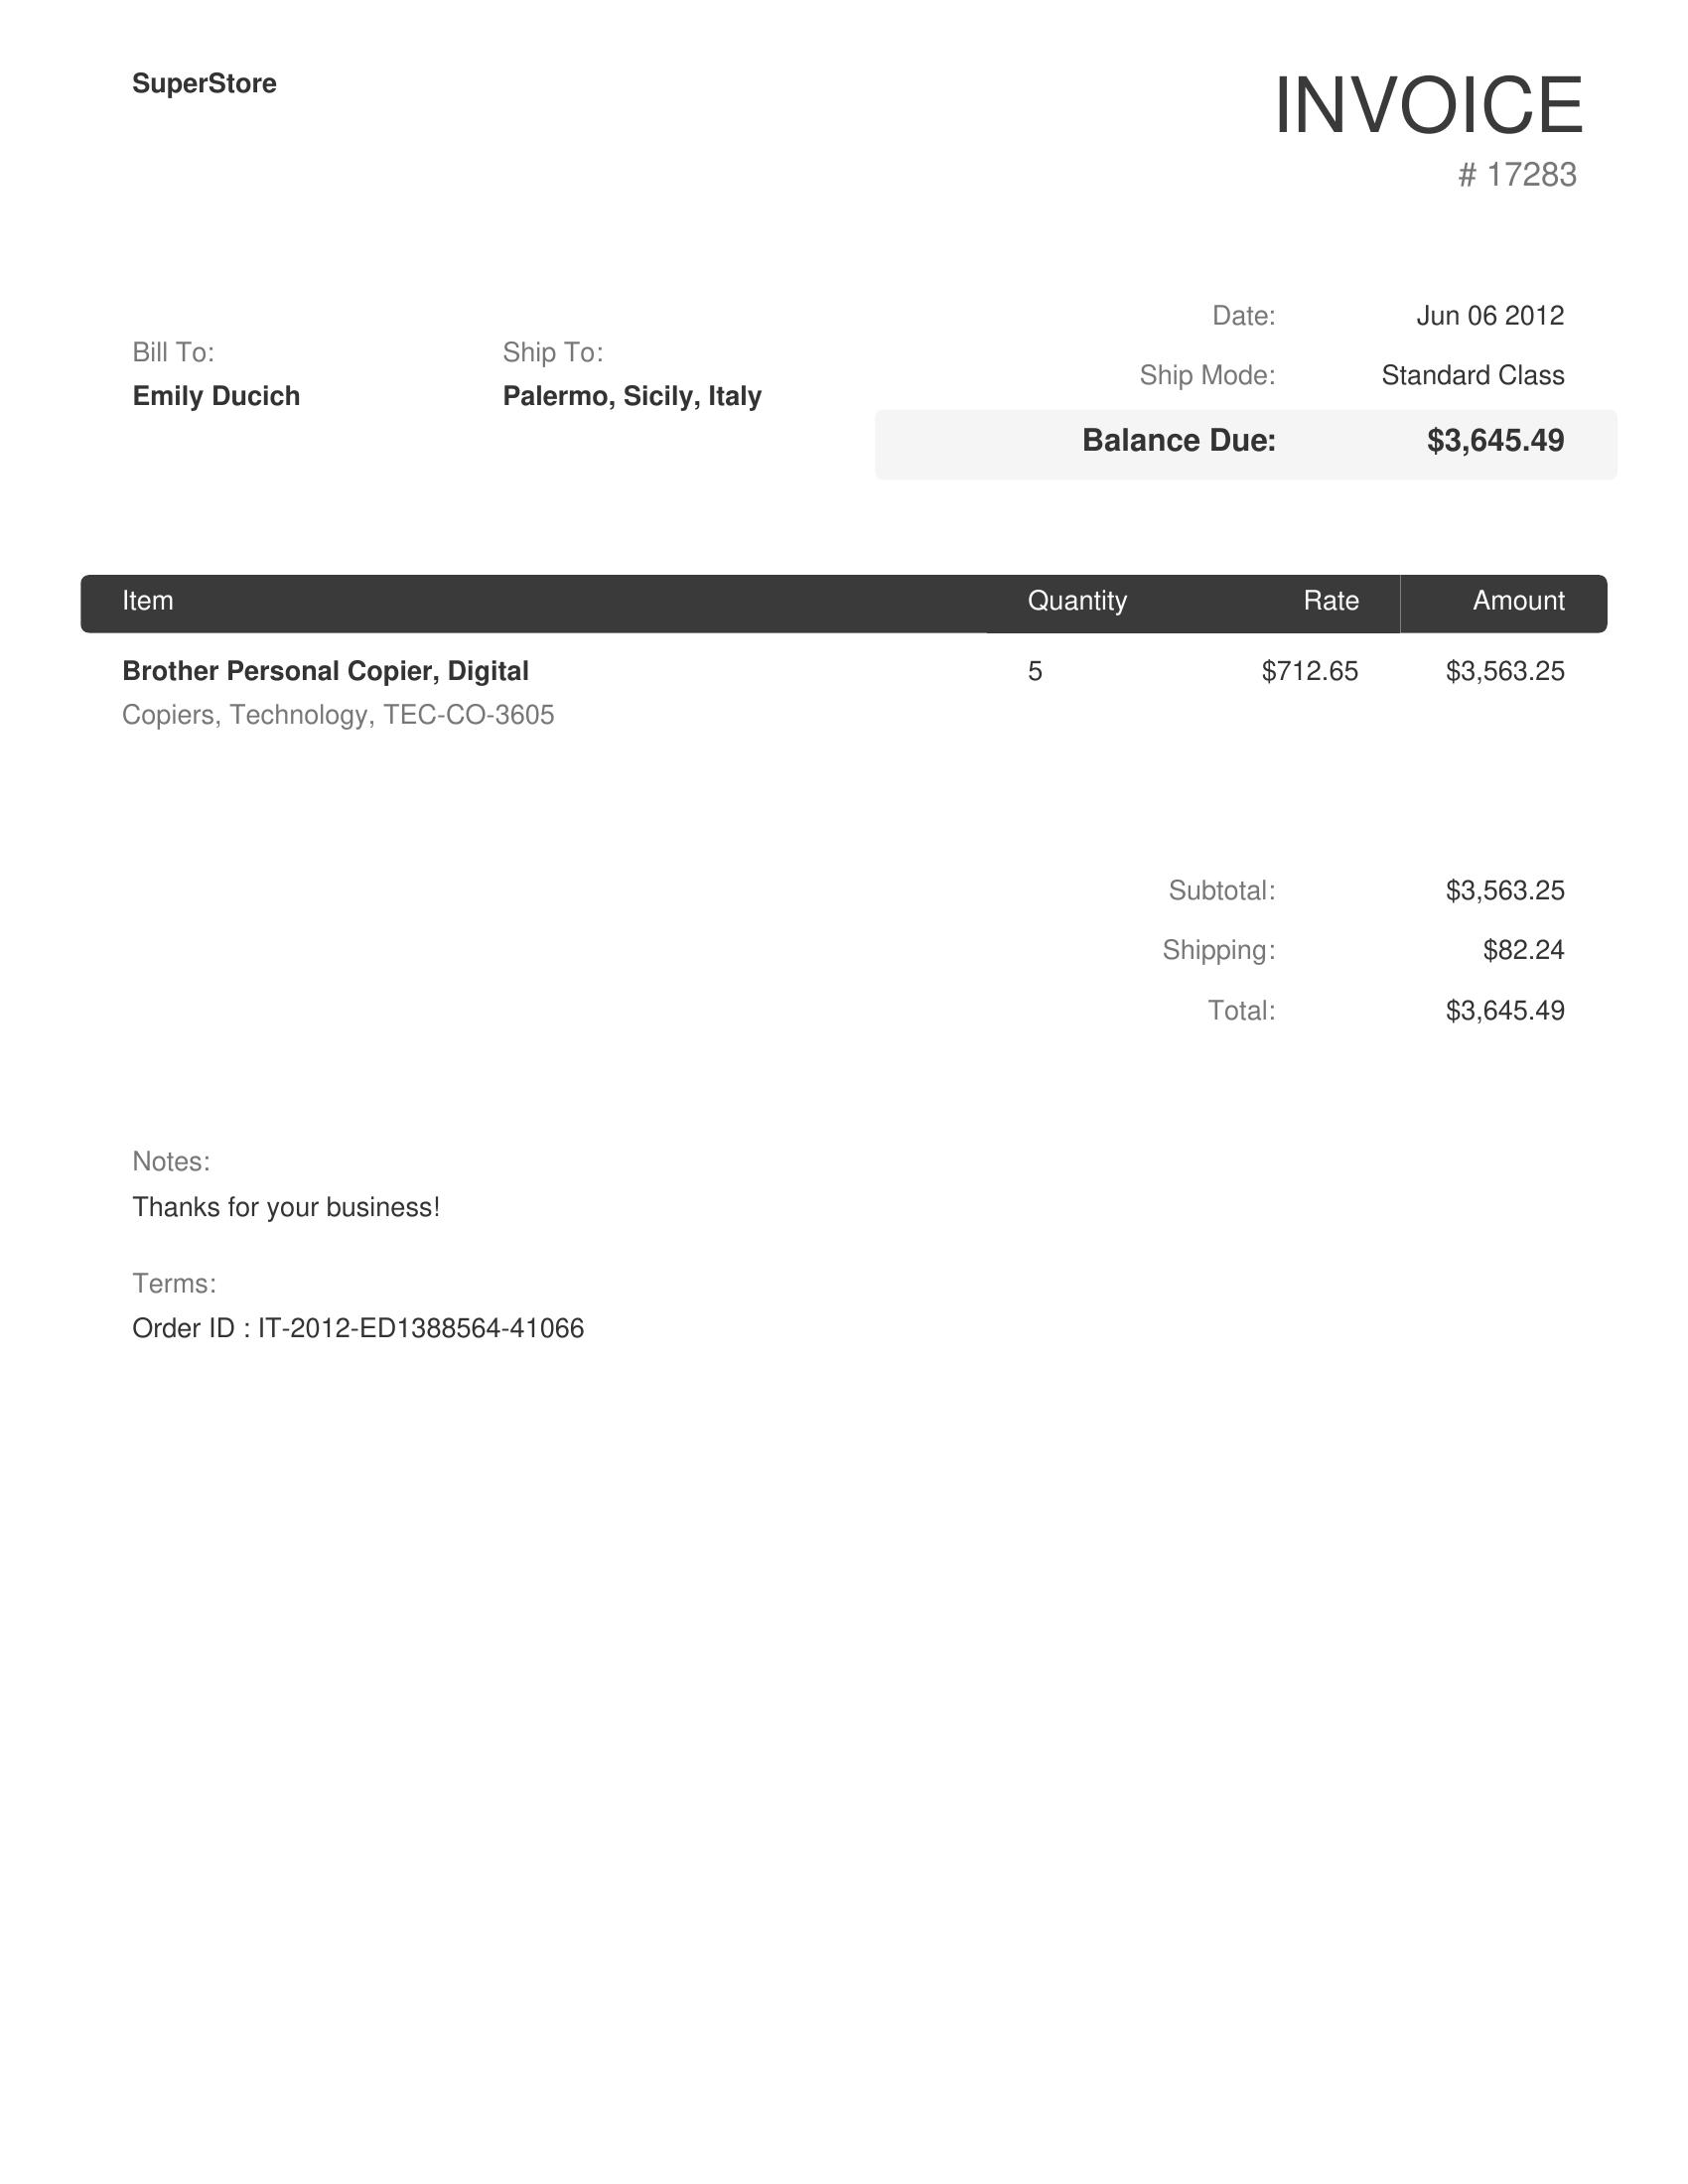 SuperStore
INVOICE
# 17283
Date: Jun 06 2012
Bill To: Ship To:
Ship Mode: Standard Class
Emily Ducich Palermo, Sicily, Italy
Balance Due: $3,645.49
Item Quantity Rate Amount
Brother Personal Copier, Digital 5 $712.65 $3,563.25
Copiers, Technology, TEC-CO-3605
Subtotal: $3,563.25
Shipping: $82.24
Total: $3,645.49
Notes:
Thanks for your business!
Terms:
Order ID : IT-2012-ED1388564-41066